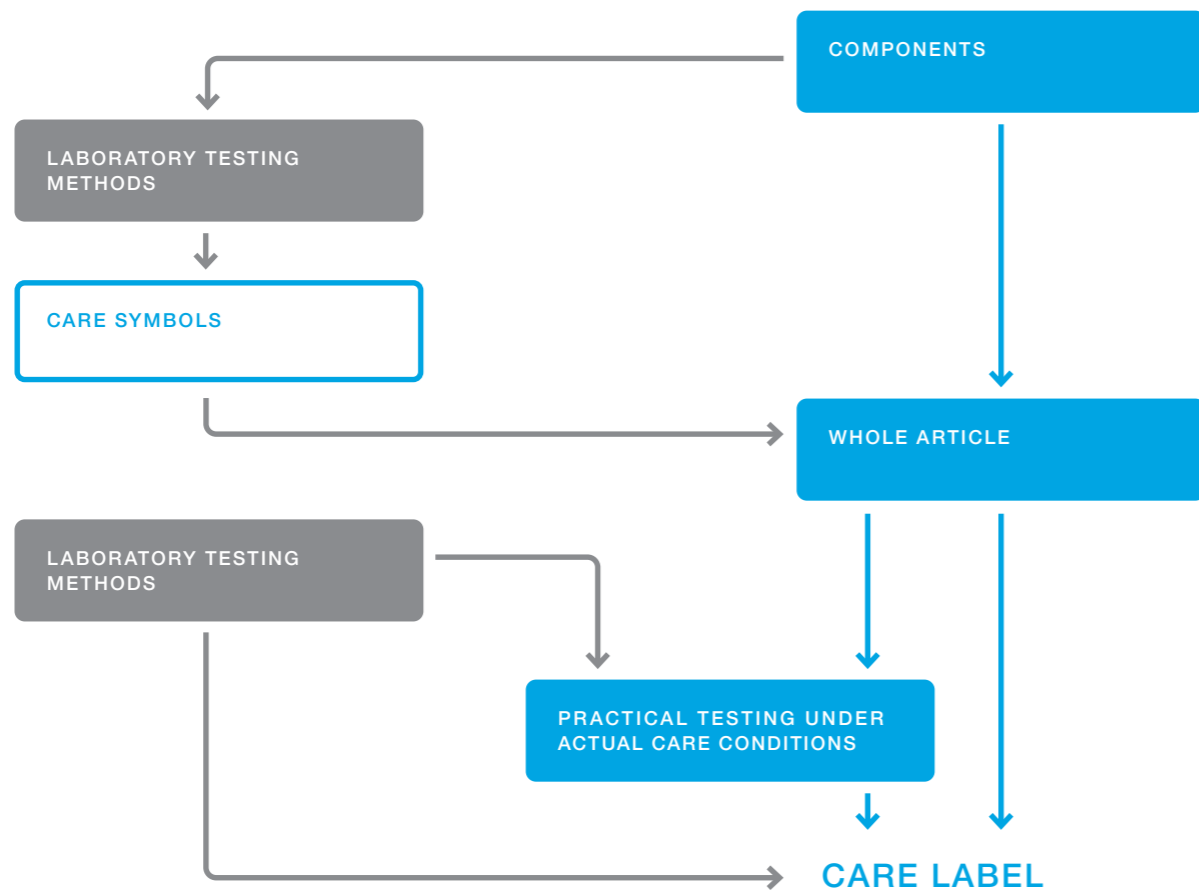 COMPONENTS
LABORATORY TESTING
METHODS
CARE SYMBOLS
WHOLE ARTICLE
LABORATORY TESTING
METHODS
PRACTICAL TESTING UNDER
ACTUAL CARE CONDITIONS
CARE LABEL